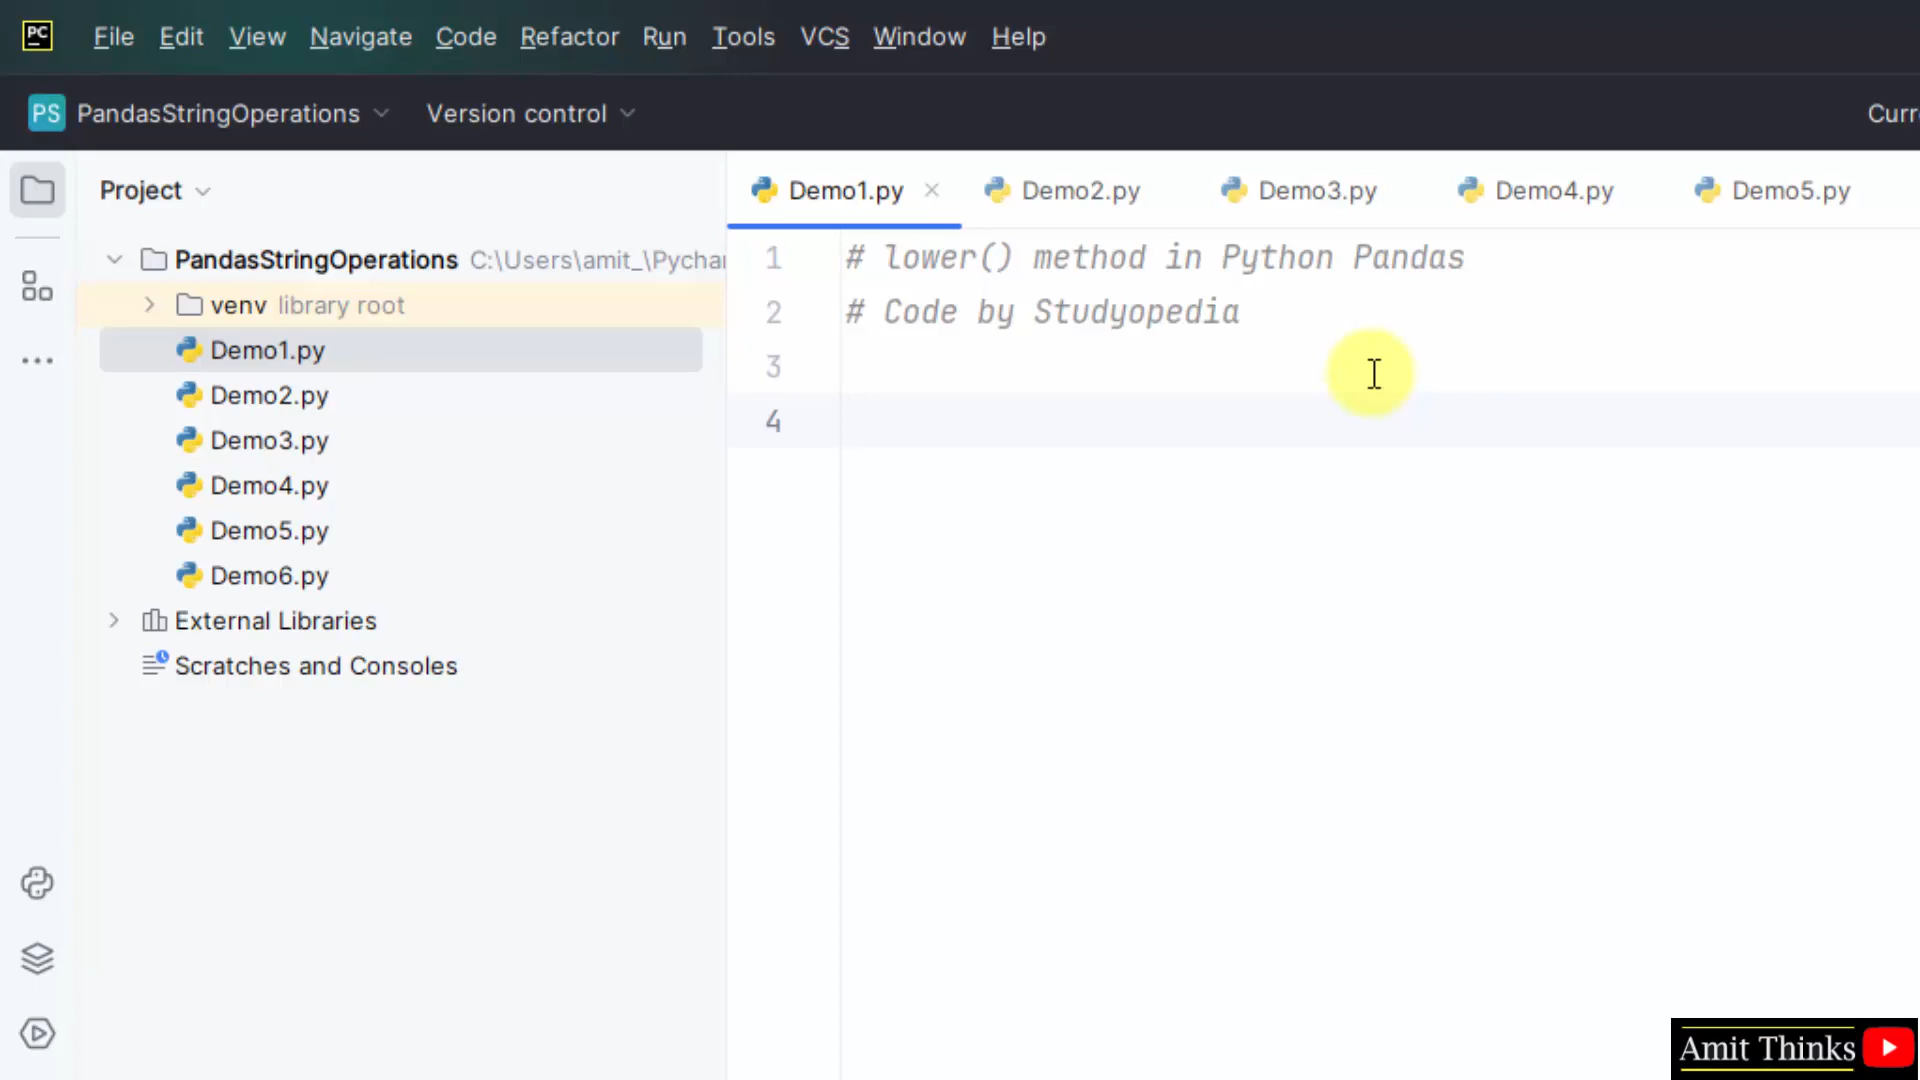 PC
File Edit View Navigate Code Refactor Run Tools VCS Window Help
PS PandasStringOperations Version control Curr
Project
Demo1.py Demo2.py Demo3.py Demo4.py Demo5.py
PandasStringOperations C:\Users\amit_\Pychar
venv library root
Demo1.py
Demo2.py
Demo3.py
Demo4.py
Demo5.py
Demo6.py
External Libraries
Scratches and Consoles
1 # lower() method in Python Pandas
2 # Code by Studyopedia
3
4
Amit Thinks